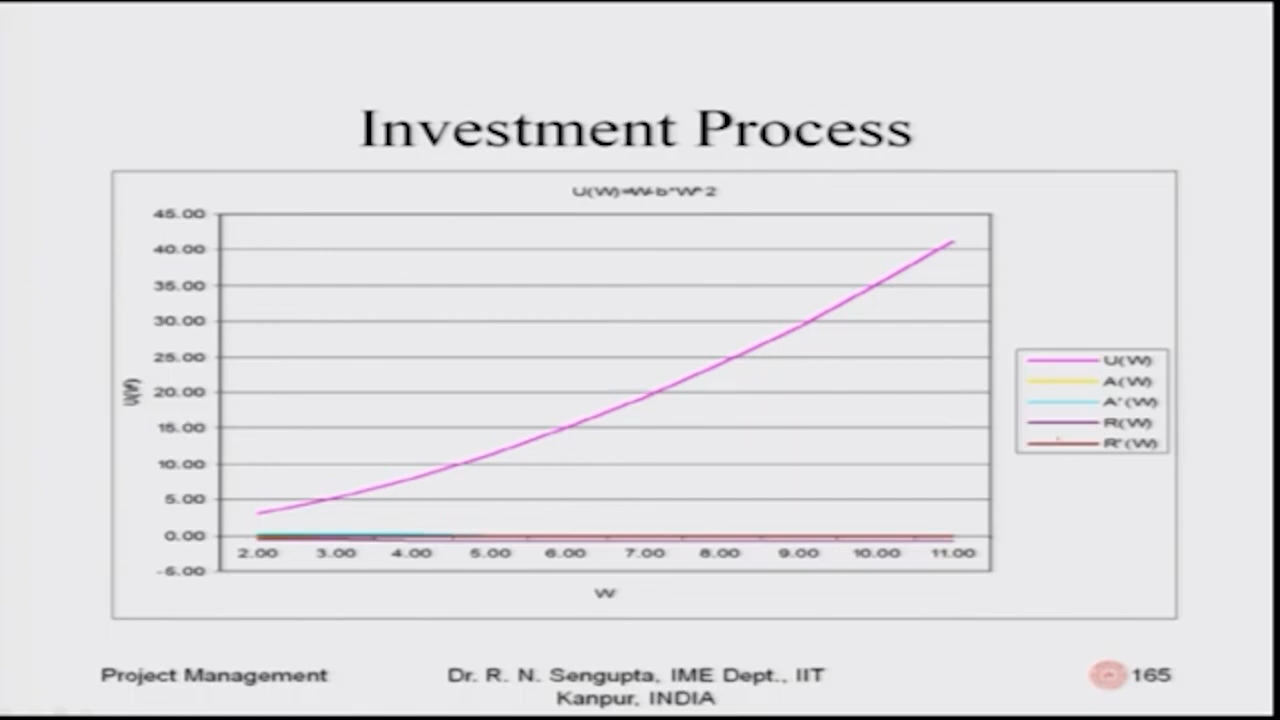 Investment Process
U(W)=W-b*W^2
45.00
40.00
35.00
30.00
25.00
20.00
15.00
10.00
5.00
0.00
-5.00
U(W)
2.00 3.00 4.00 5.00 6.00 7.00 8.00 9.00 10.00 11.00
W
U(W)
A(W)
A'(W)
R(W)
R'(W)
Project Management
Dr. R. N. Sengupta, IME Dept., IIT
Kanpur, INDIA
165